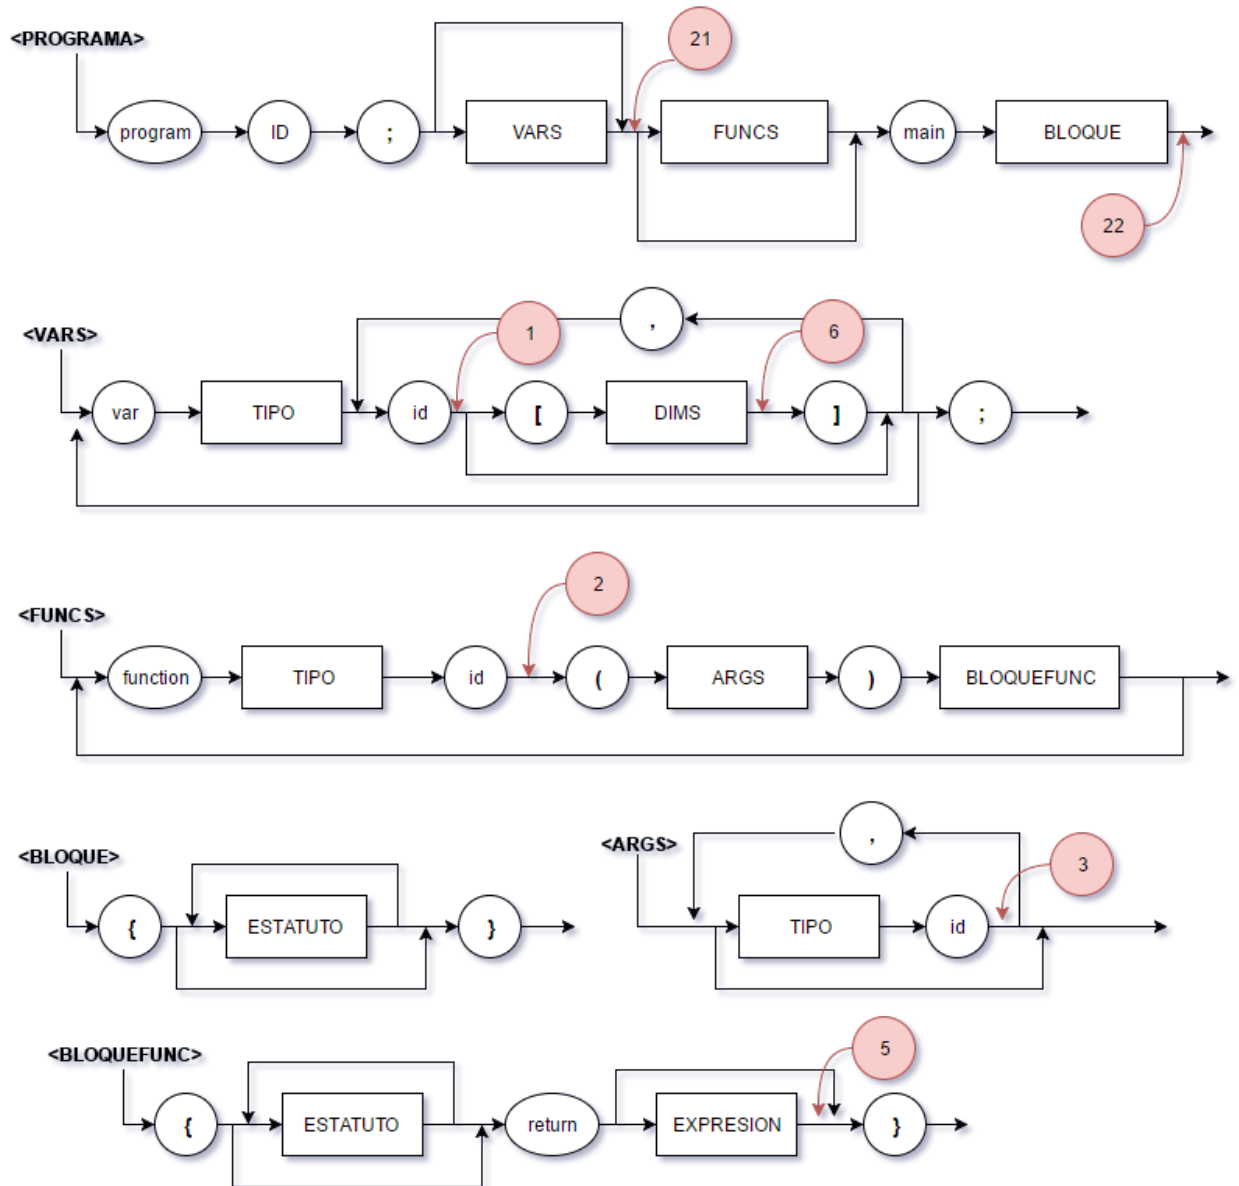 <PROGRAMA>
21
program ID ; VARS FUNCS main BLOQUE
22
<VARS>
, 1 6
var TIPO id [ DIMS ] ;
2
<FUNCS>
function TIPO id ( ARGS ) BLOQUEFUNC
<BLOQUE>
{ ESTATUTO }
<ARGS>
, 3
TIPO id
<BLOQUEFUNC>
5
{ ESTATUTO return EXPRESION }